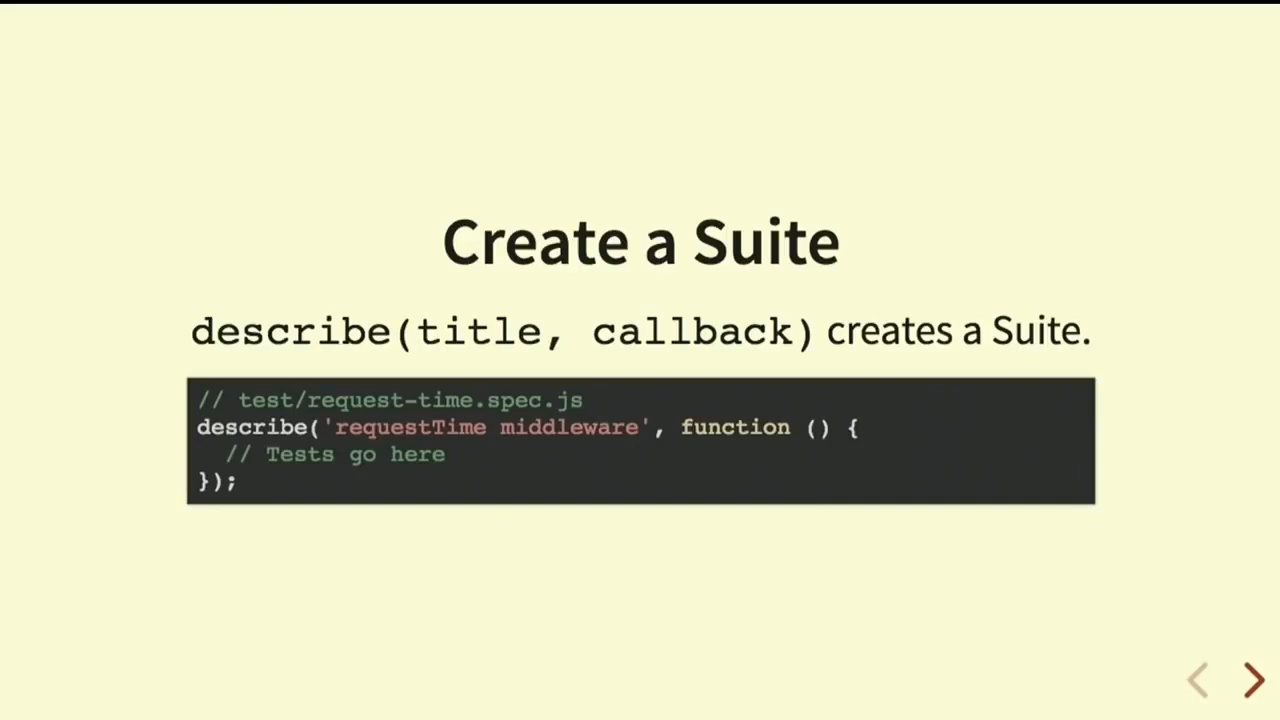 Create a Suite
describe(title, callback) creates a Suite.
// test/request-time.spec.js
describe('requestTime middleware', function () {
  // Tests go here
});